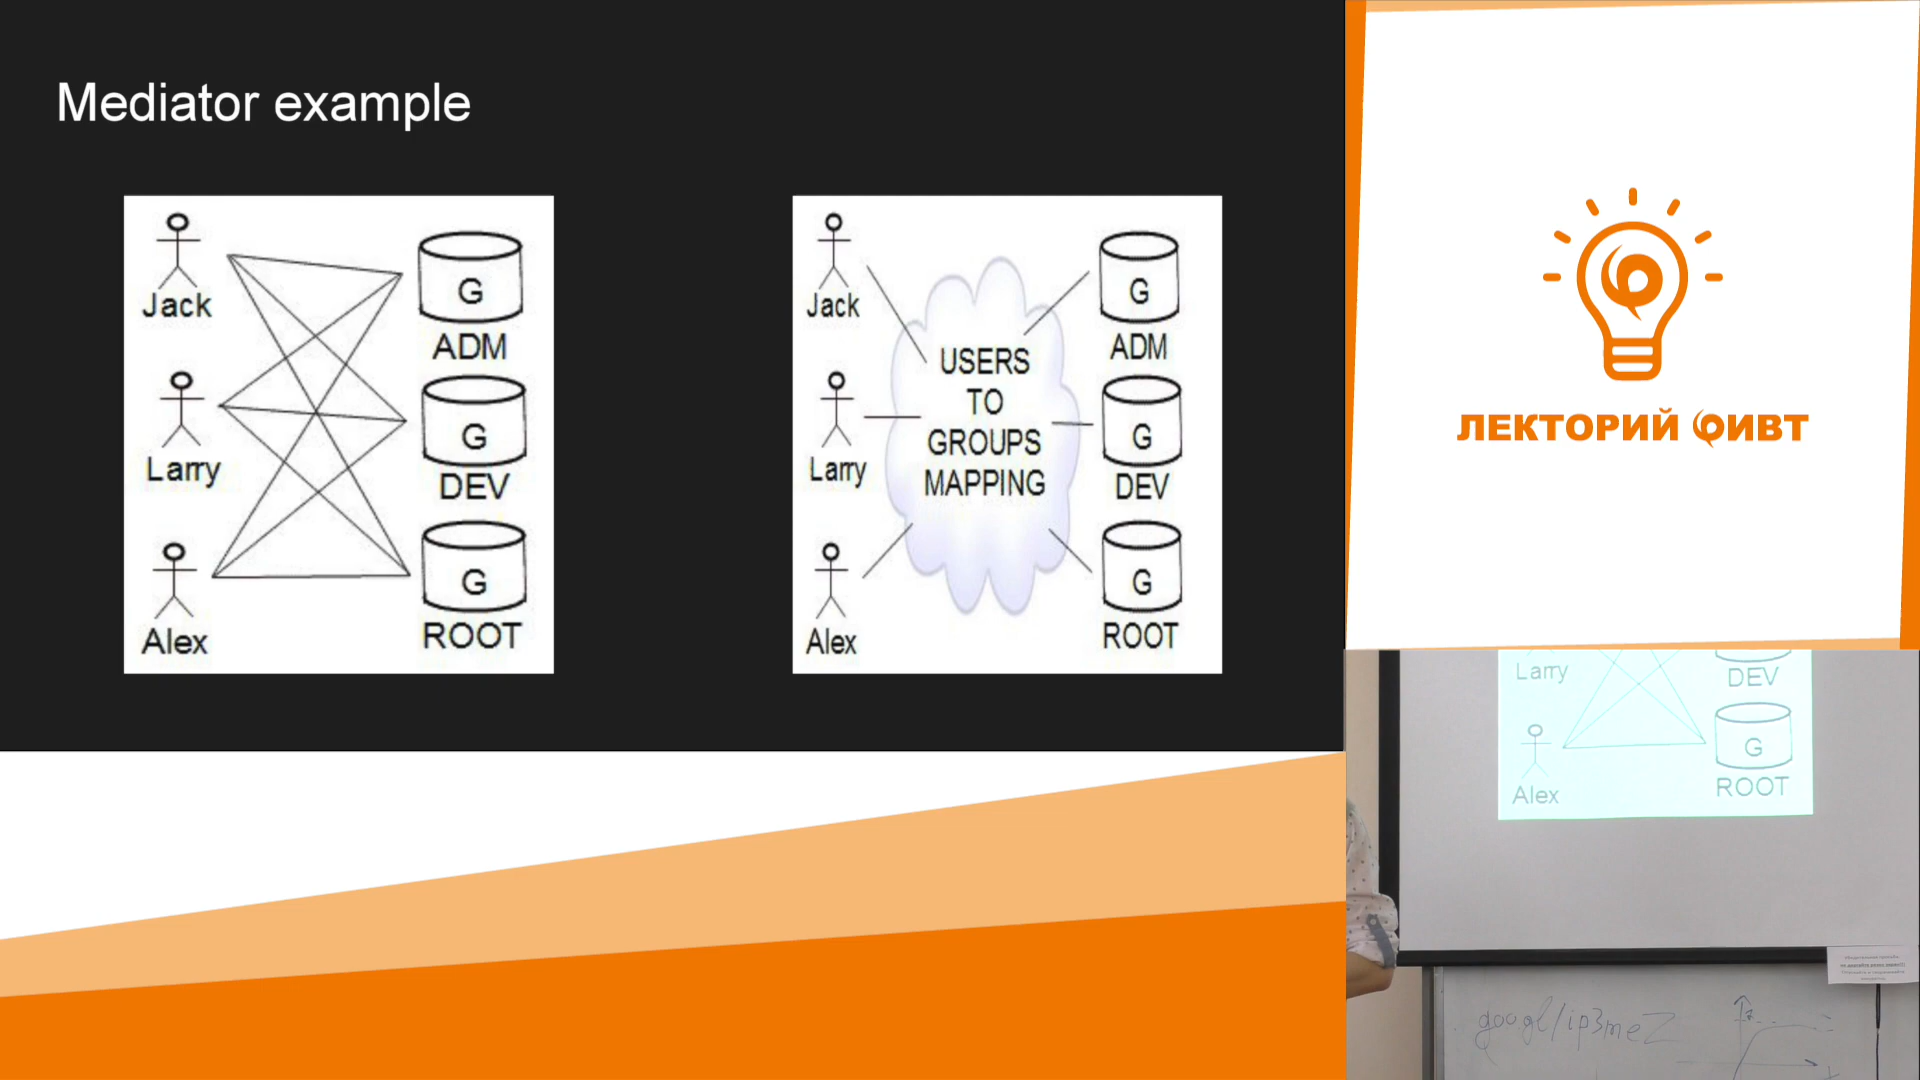 Mediator example
Jack
Larry
Alex
G
ADM
G
DEV
G
ROOT
Jack
Larry
Alex
USERS
TO
GROUPS
MAPPING
G
ADM
G
DEV
G
ROOT
ЛЕКТОРИЙ ФИВТ
Larry
DEV
Alex
G
ROOT